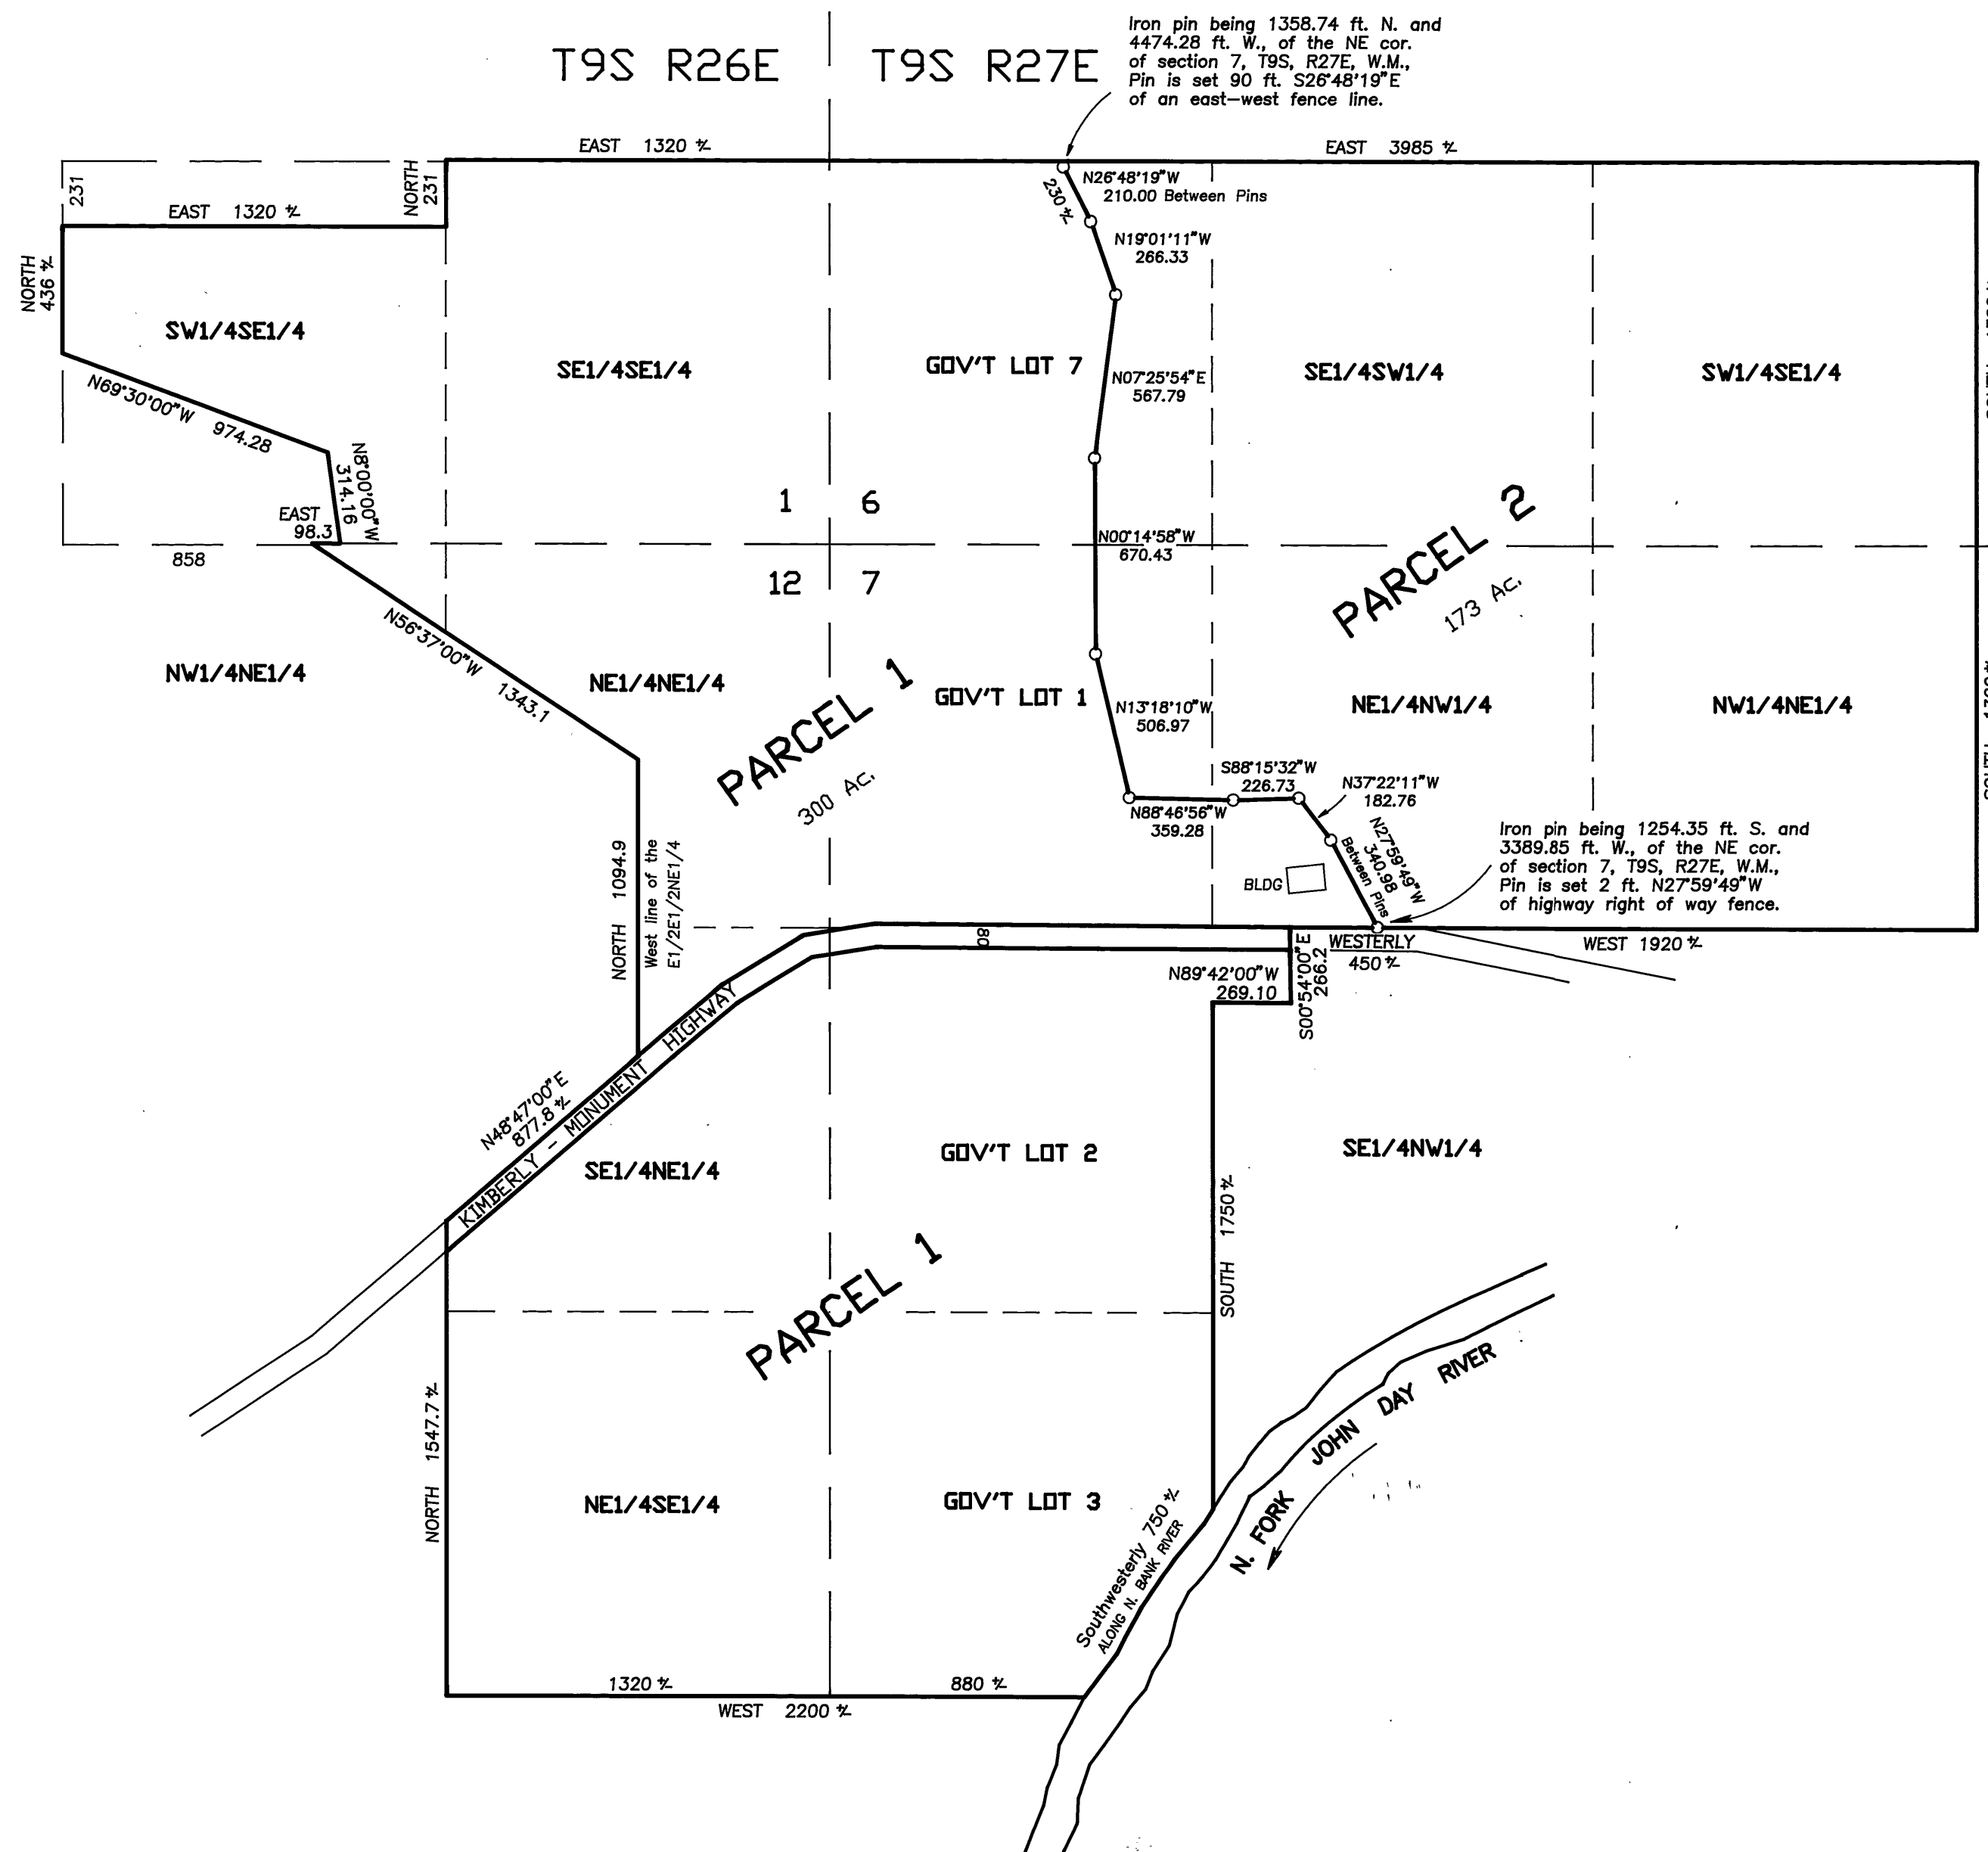 T9S R26E
T9S R27E
Iron pin being 1358.74 ft. N. and
4474.28 ft. W., of the NE cor.
of section 7, T9S, R27E, W.M.,
Pin is set 90 ft. S26°48'19"E
of an east-west fence line.
EAST 1320 ±
EAST 3985 ±
231
NORTH
231
EAST 1320 ±
N26°48'19"W
210.00 Between Pins
230 ±
N19°01'11"W
266.33
NORTH
436 ±
SW1/4SE1/4
SE1/4SE1/4
GOV'T LOT 7
N07°25'54"E
567.79
SE1/4SW1/4
SW1/4SE1/4
N69°30'00"W 974.28
N8°00'00"W
314.16
EAST
98.3
858
1
6
12
7
N00°14'58"W
670.43
PARCEL 2
173 Ac.
N56°37'00"W 1343.1
NW1/4NE1/4
NE1/4NE1/4
PARCEL 1
300 Ac.
GOV'T LOT 1
N13°18'10"W
506.97
NE1/4NW1/4
NW1/4NE1/4
S88°15'32"W
226.73
N37°22'11"W
182.76
N88°46'56"W
359.28
N27°59'49"W
340.98
Between Pins
Iron pin being 1254.35 ft. S. and
3389.85 ft. W., of the NE cor.
of section 7, T9S, R27E, W.M.,
Pin is set 2 ft. N27°59'49"W
of highway right of way fence.
BLDG
NORTH 1094.9
West line of the
E1/2E1/2NE1/4
80
WESTERLY
450 ±
WEST 1920 ±
N89°42'00"W
269.10
S00°54'00"E
266.2
N48°47'00"E
877.8 ±
KIMBERLY - MONUMENT HIGHWAY
SE1/4NE1/4
GOV'T LOT 2
SE1/4NW1/4
SOUTH 1750 ±
PARCEL 1
NORTH 1547.7 ±
NE1/4SE1/4
GOV'T LOT 3
Southwesterly 750 ±
ALONG N. BANK RIVER
N. FORK JOHN DAY RIVER
1320 ±
880 ±
WEST 2200 ±